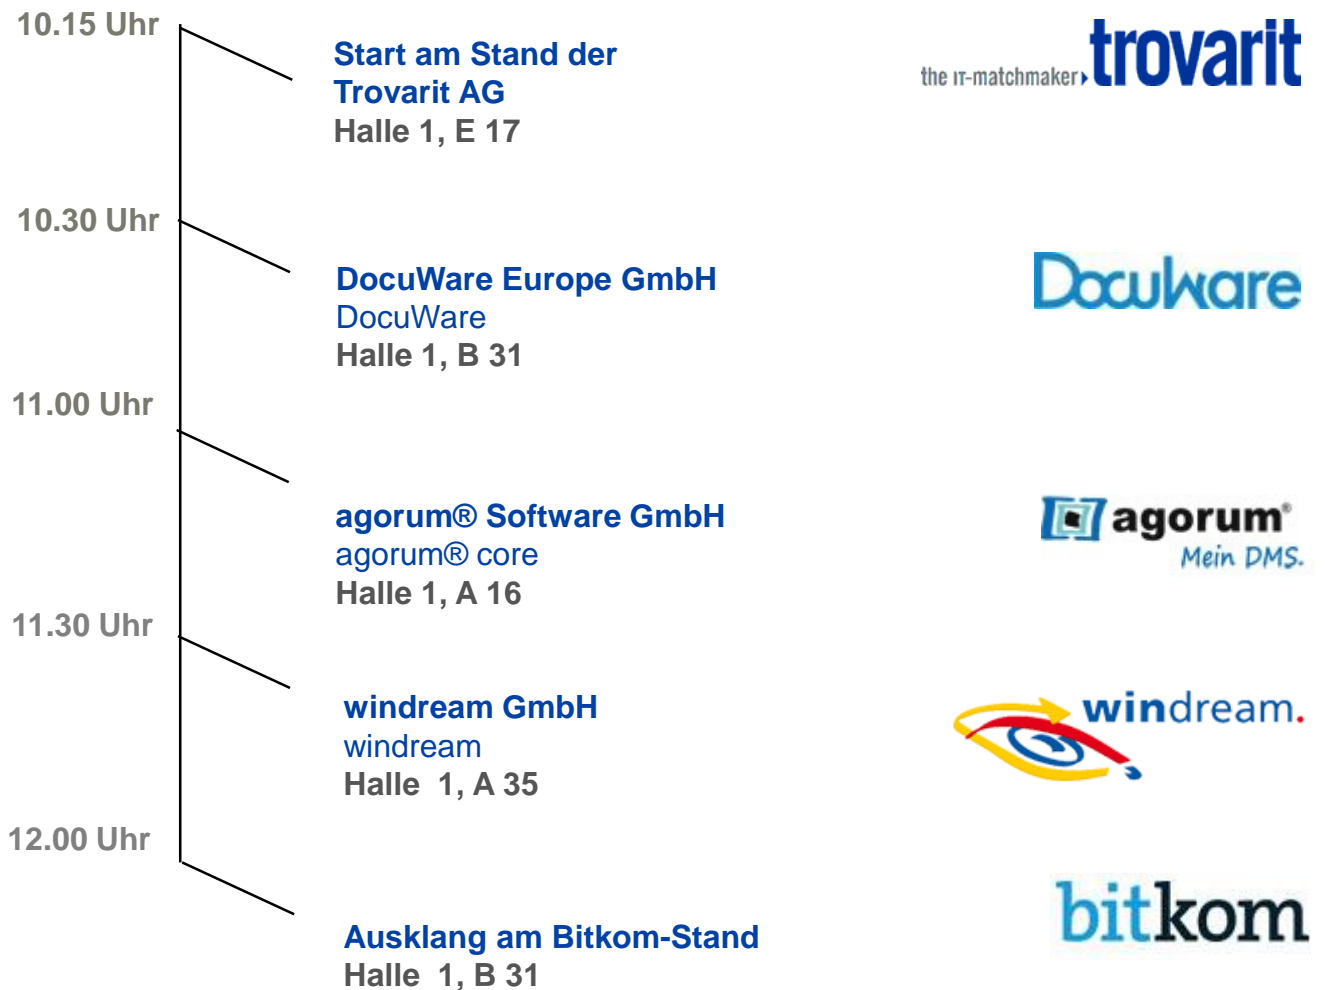 10.15 Uhr
Start am Stand der
Trovarit AG
Halle 1, E 17
the IT-matchmaker
trovarit
10.30 Uhr
DocuWare Europe GmbH
DocuWare
Halle 1, B 31
DocuWare
11.00 Uhr
agorum® Software GmbH
agorum® core
Halle 1, A 16
agorum®
Mein DMS.
11.30 Uhr
windream GmbH
windream
Halle 1, A 35
windream.
12.00 Uhr
Ausklang am Bitkom-Stand
Halle 1, B 31
bitkom